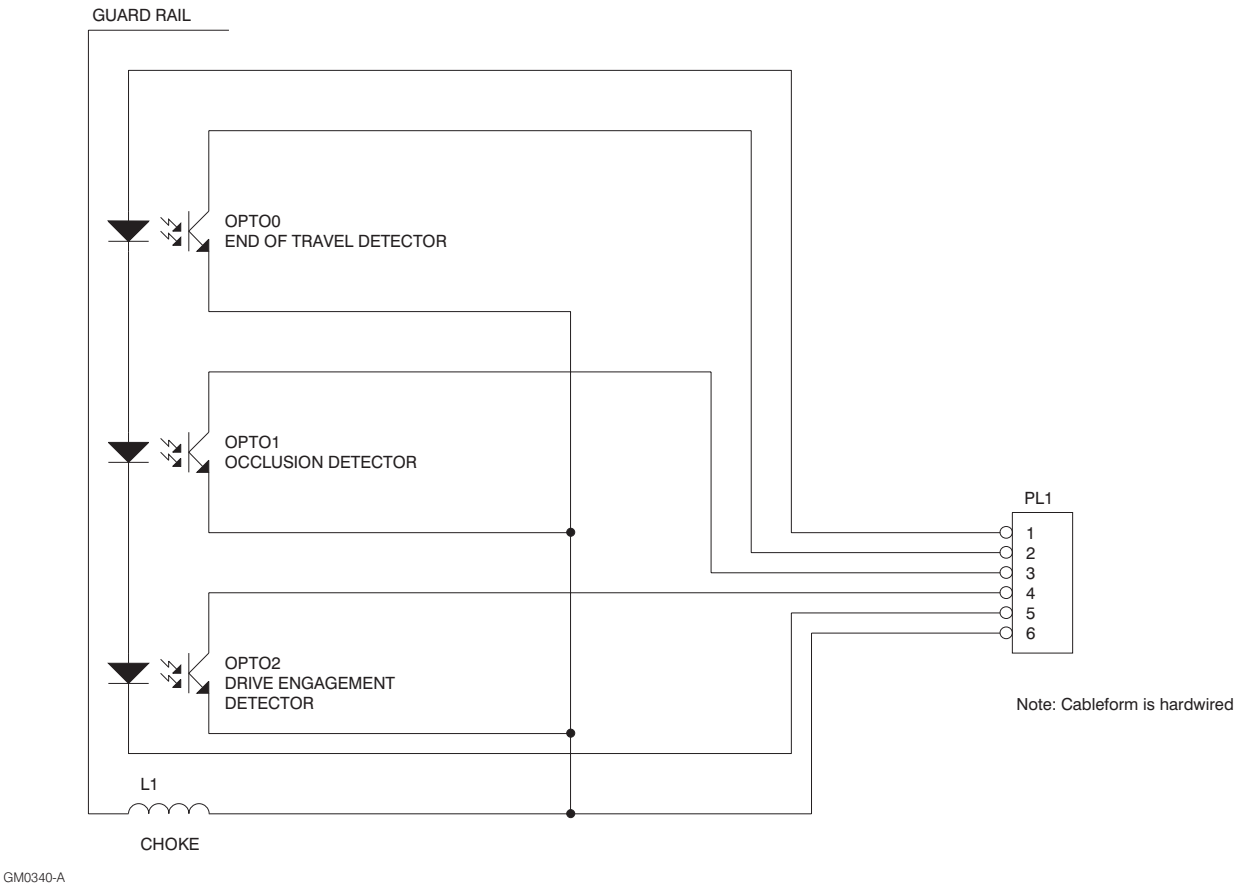 GUARD RAIL
OPTO0
END OF TRAVEL DETECTOR
OPTO1
OCCLUSION DETECTOR
PL1
1
2
3
4
5
6
OPTO2
DRIVE ENGAGEMENT
DETECTOR
Note: Cableform is hardwired
L1
CHOKE
GM0340-A